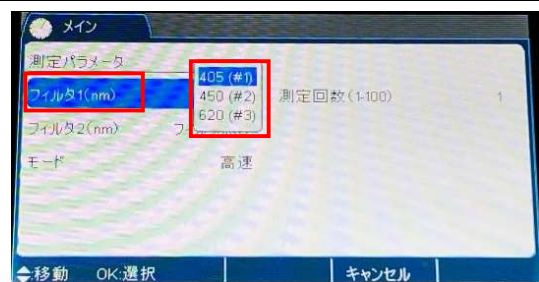 メイン
測定パラメータ
フィルタ1(nm)
405 (#1)
450 (#2)
620 (#3)
測定回数(1-100) 1
フィルタ2(nm)
モード 高速
移動 OK:選択 キャンセル